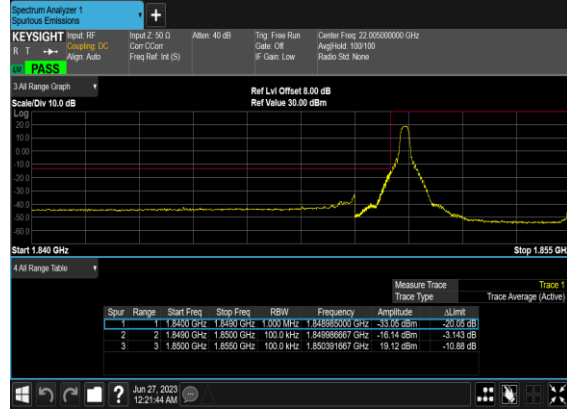 Spectrum Analyzer 1
Spurious Emissions
KEYSIGHT
R T
PASS
Input: RF
Coupling: DC
Align: Auto
Input Z: 50 Ω
Corr CCorr
Freq Ref: Int (S)
Atten: 40 dB
Trig: Free Run
Gate: Off
IF Gain: Low
Center Freq: 22.005000000 GHz
Avg|Hold: 100/100
Radio Std: None
3 All Range Graph
Scale/Div 10.0 dB
Ref Lvl Offset 8.00 dB
Ref Value 30.00 dBm
Log
20.0
10.0
0.00
-10.0
-20.0
-30.0
-40.0
-50.0
-60.0
Start 1.840 GHz
Stop 1.855 GH
4 All Range Table
Measure Trace Trace 1
Trace Type Trace Average (Active)
Spur Range Start Freq Stop Freq RBW Frequency Amplitude ΔLimit
1 1 1.8400 GHz 1.8490 GHz 1.000 MHz 1.848985000 GHz -33.05 dBm -20.05 dB
2 2 1.8490 GHz 1.8500 GHz 100.0 kHz 1.849986667 GHz -16.14 dBm -3.143 dB
3 3 1.8500 GHz 1.8550 GHz 100.0 kHz 1.850391667 GHz 19.12 dBm -10.88 dB
Jun 27, 2023
12:21:44 AM